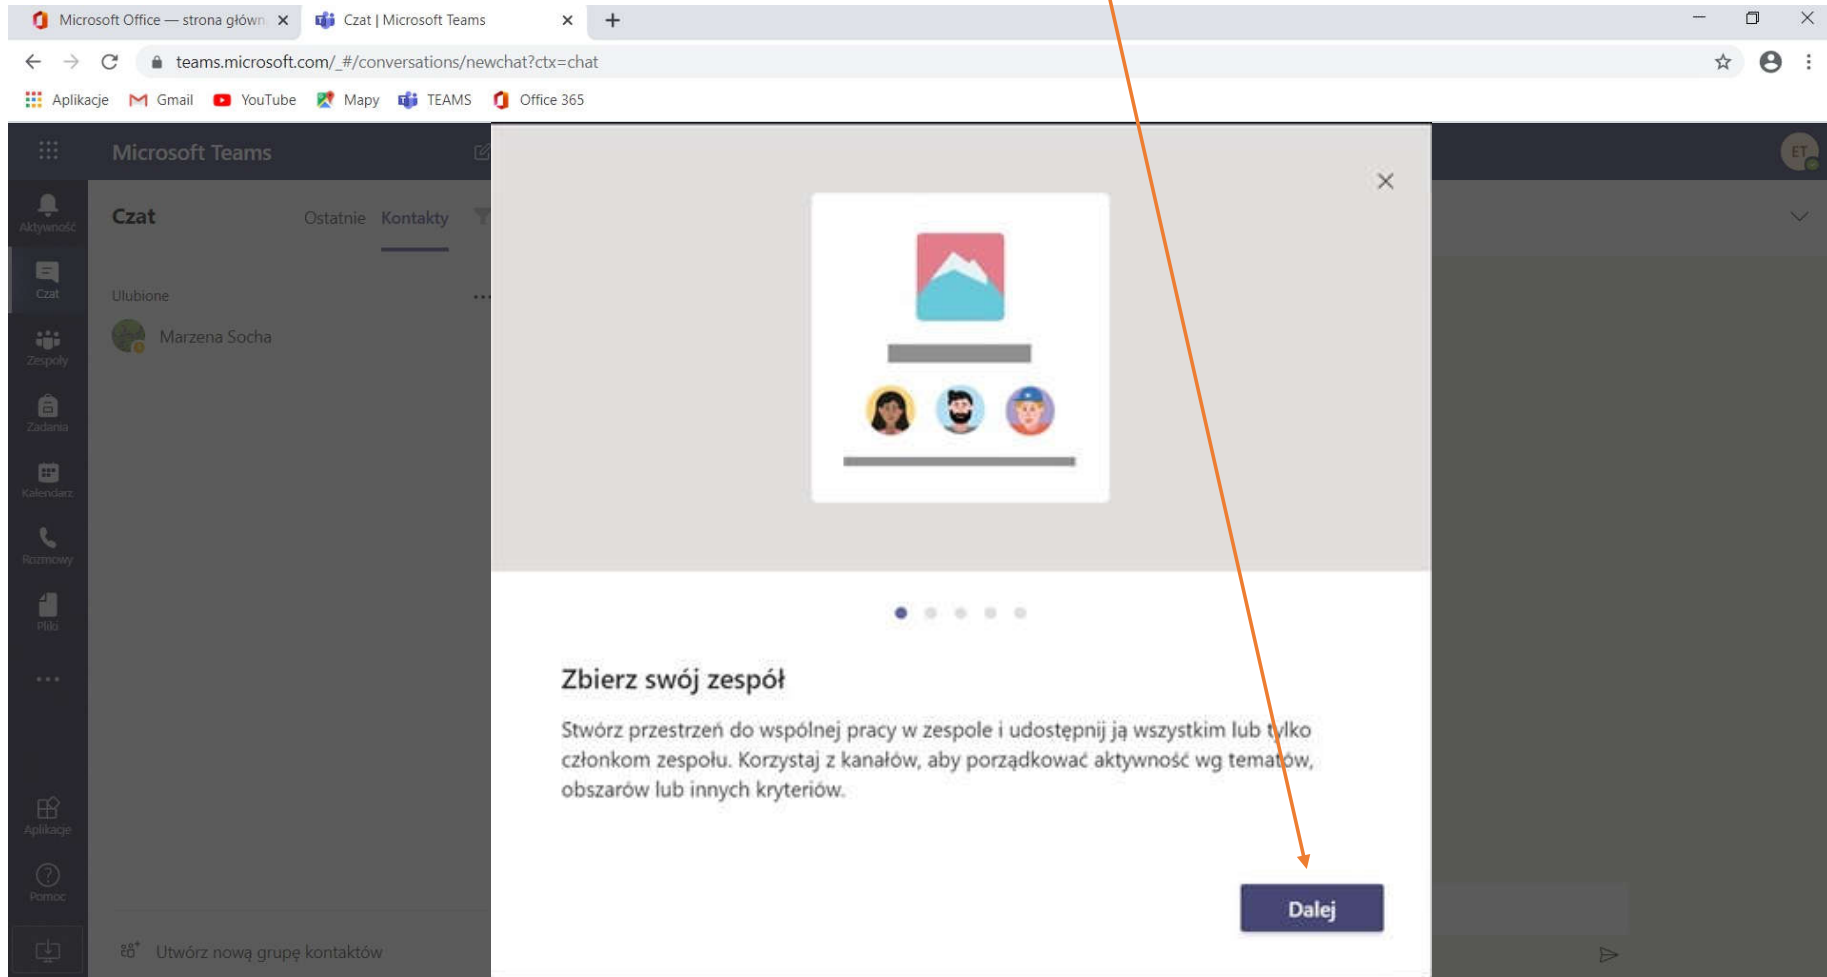 Microsoft Office — strona główn
Czat | Microsoft Teams
teams.microsoft.com/_#/conversations/newchat?ctx=chat
Aplikacje Gmail YouTube Mapy TEAMS Office 365
Microsoft Teams
ET
Aktywność
Czat
Zespoły
Zadania
Kalendarz
Rozmowy
Pliki
Aplikacje
Pomoc
Czat
Ostatnie Kontakty
Ulubione
Marzena Socha
Utwórz nową grupę kontaktów
Zbierz swój zespół
Stwórz przestrzeń do wspólnej pracy w zespole i udostępnij ją wszystkim lub tylko
członkom zespołu. Korzystaj z kanałów, aby porządkować aktywność wg tematów,
obszarów lub innych kryteriów.
Dalej